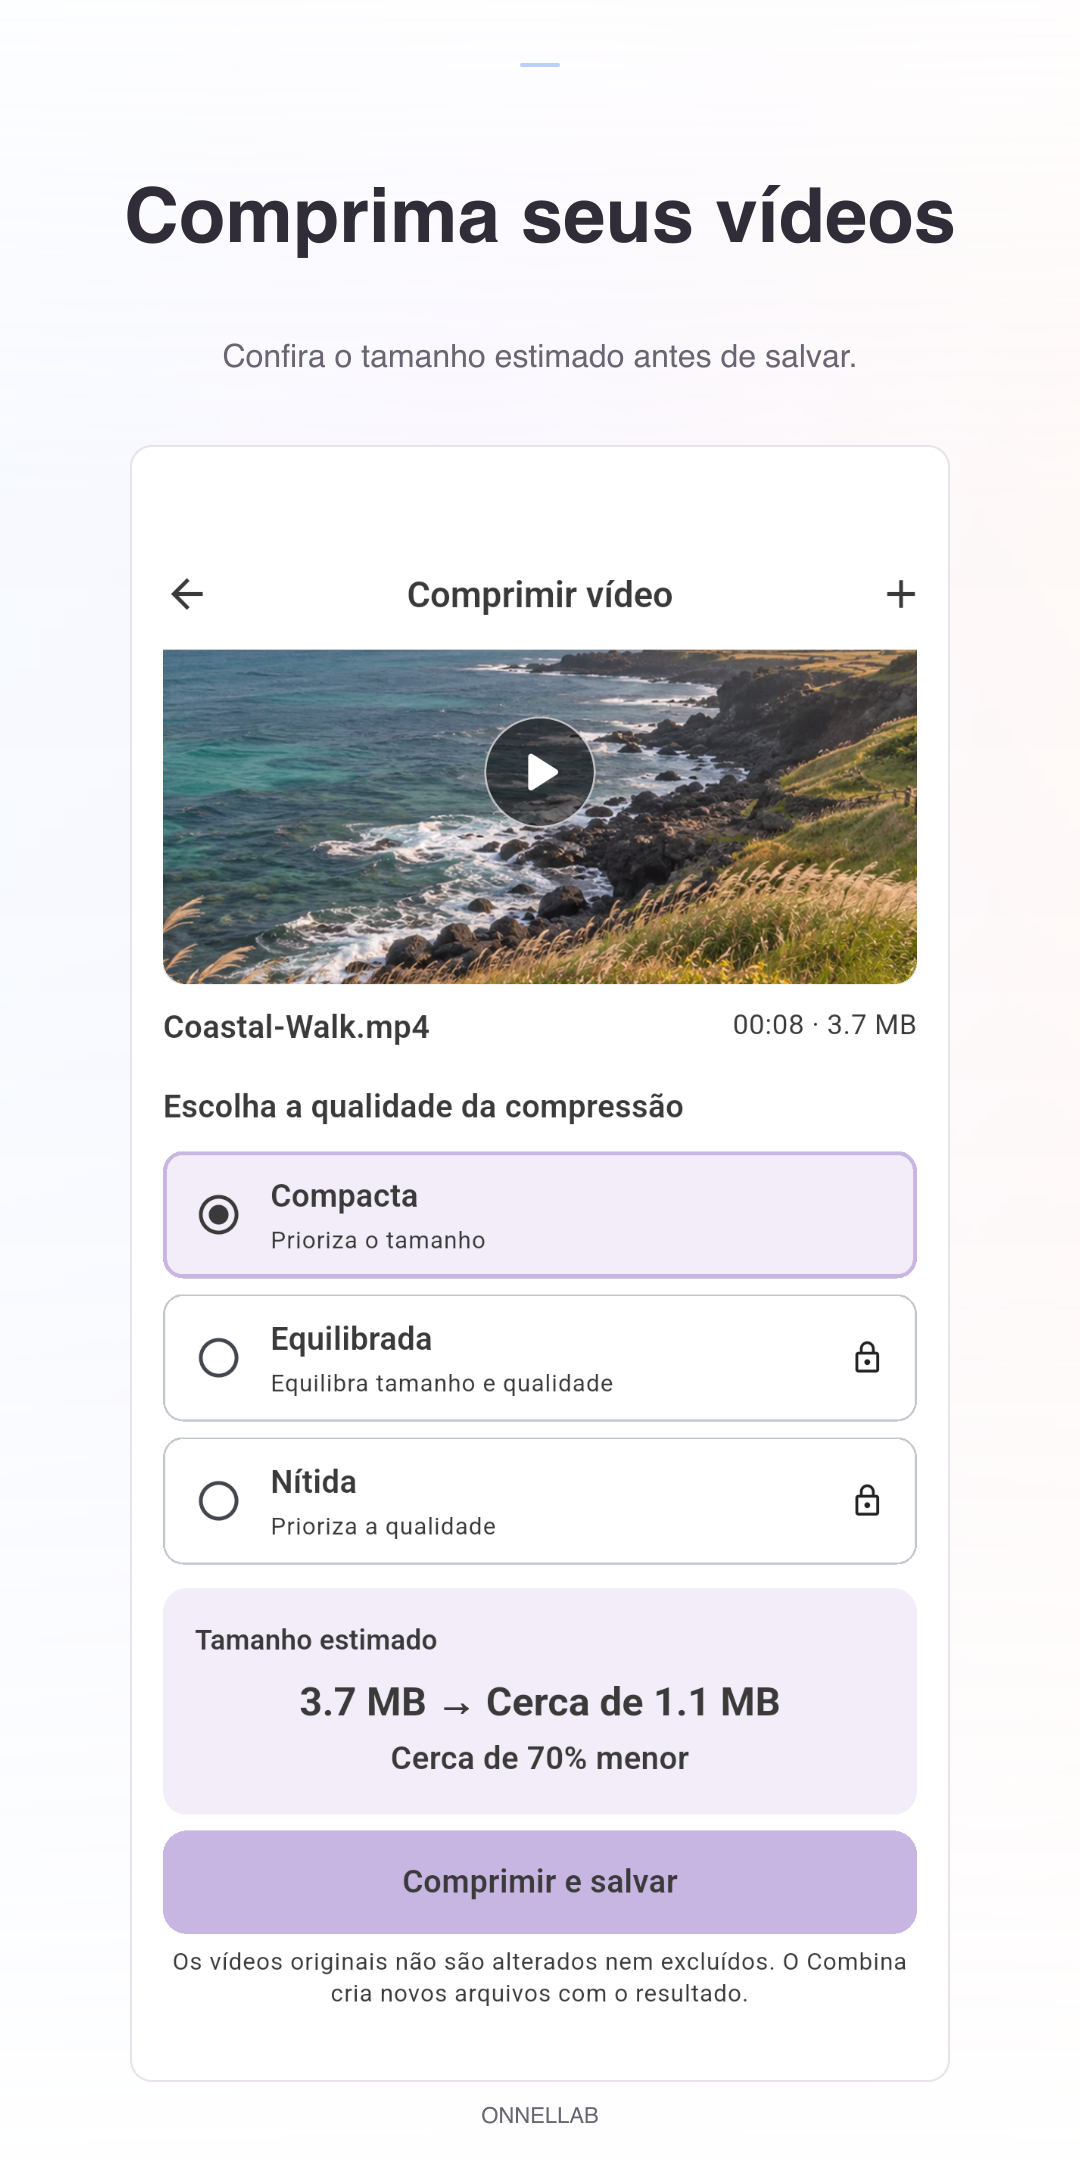 Comprima seus vídeos
Confira o tamanho estimado antes de salvar.
Comprimir vídeo
Coastal-Walk.mp4
00:08 · 3.7 MB
Escolha a qualidade da compressão
Compacta
Prioriza o tamanho
Equilibrada
Equilibra tamanho e qualidade
Nítida
Prioriza a qualidade
Tamanho estimado
3.7 MB → Cerca de 1.1 MB
Cerca de 70% menor
Comprimir e salvar
Os vídeos originais não são alterados nem excluídos. O Combina
cria novos arquivos com o resultado.
ONNELLAB